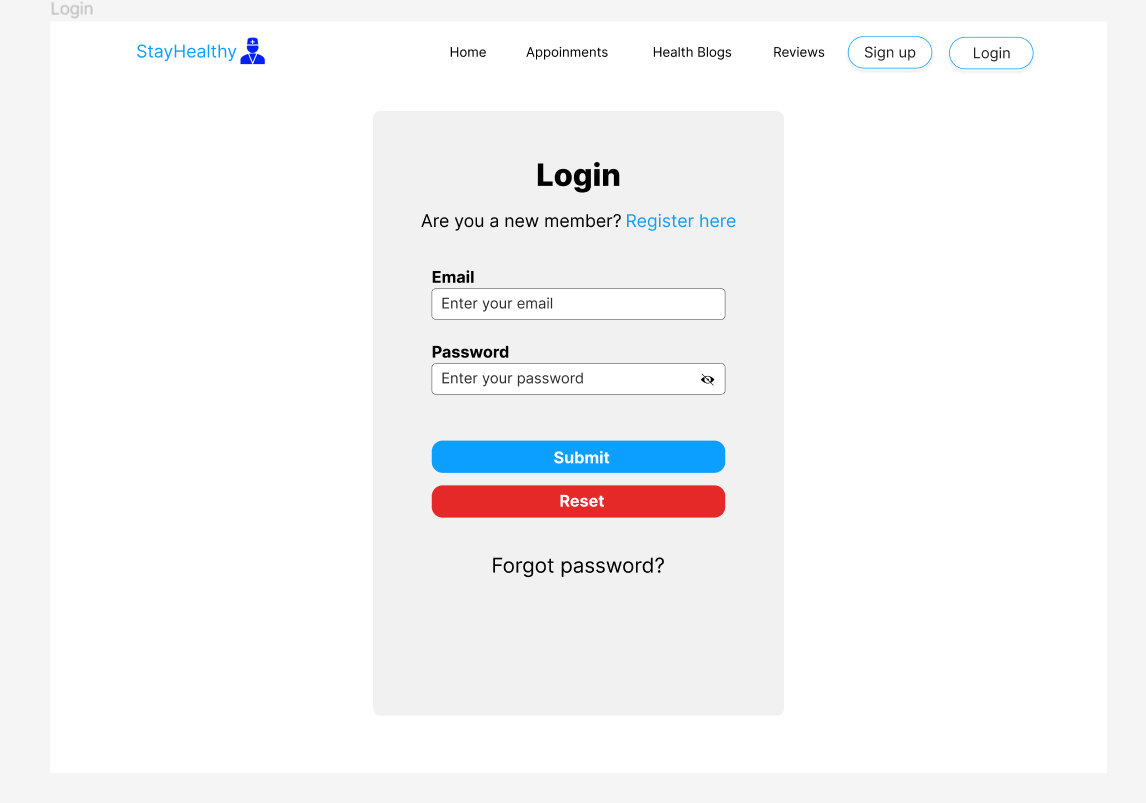 Login
StayHealthy Home Appoinments Health Blogs Reviews Sign up Login
Login
Are you a new member? Register here
Email
Enter your email
Password
Enter your password
Submit
Reset
Forgot password?